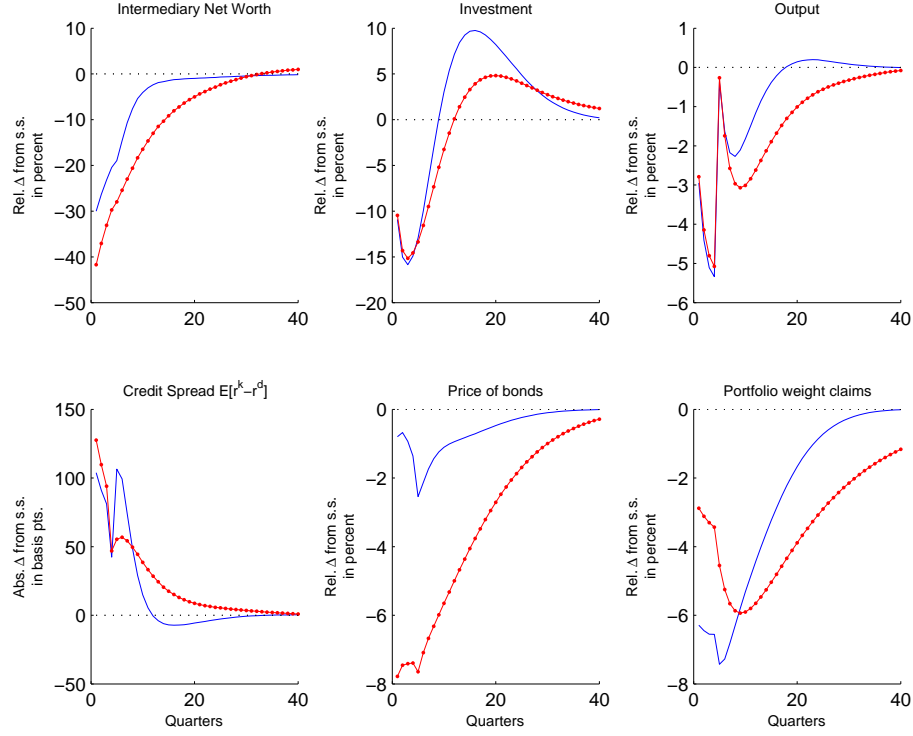 Intermediary Net Worth
Rel. Δ from s.s.
in percent
10
0
−10
−20
−30
−40
−50
0
20
40
Investment
Rel. Δ from s.s.
in percent
10
5
0
−5
−10
−15
−20
0
20
40
Output
Rel. Δ from s.s.
in percent
1
0
−1
−2
−3
−4
−5
−6
0
20
40
Credit Spread E[r^k−r^d]
Abs. Δ from s.s.
in basis pts.
150
100
50
0
−50
0
20
40
Quarters
Price of bonds
Rel. Δ from s.s.
in percent
0
−2
−4
−6
−8
0
20
40
Quarters
Portfolio weight claims
Rel. Δ from s.s.
in percent
0
−2
−4
−6
−8
0
20
40
Quarters